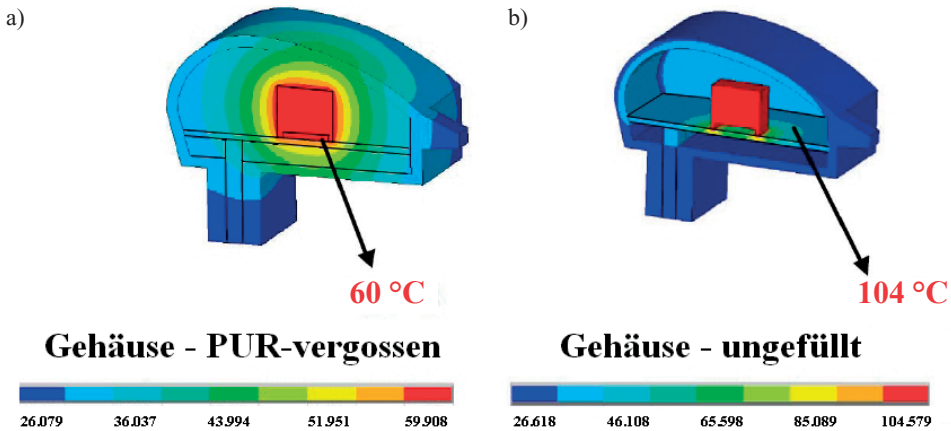 a)
b)
60 °C
104 °C
Gehäuse - PUR-vergossen
Gehäuse - ungefüllt
26.079 36.037 43.994 51.951 59.908
26.618 46.108 65.598 85.089 104.579